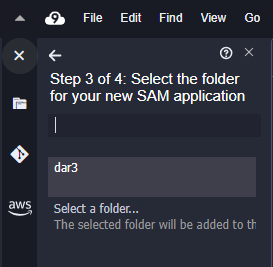 9 File Edit Find View Go
Step 3 of 4: Select the folder
for your new SAM application
dar3
Select a folder...
The selected folder will be added to th
aws